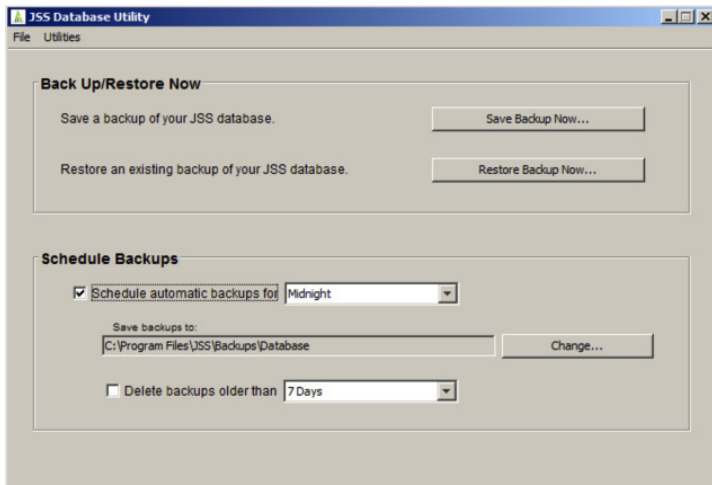 JSS Database Utility
File Utilities
Back Up/Restore Now
Save a backup of your JSS database.
Save Backup Now...
Restore an existing backup of your JSS database.
Restore Backup Now...
Schedule Backups
Schedule automatic backups for Midnight
Save backups to:
C:\Program Files\JSS\Backups\Database
Change...
Delete backups older than 7 Days